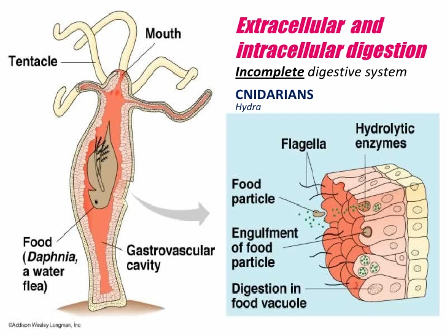 Extracellular and
intracellular digestion
Incomplete digestive system
CNIDARIANS
Hydra
Mouth
Tentacle
Food
(Daphnia,
a water
flea)
Gastrovascular
cavity
Hydrolytic
enzymes
Flagella
Food
particle
Engulfment
of food
particle
Digestion in
food vacuole
©Addison Wesley Longman, Inc